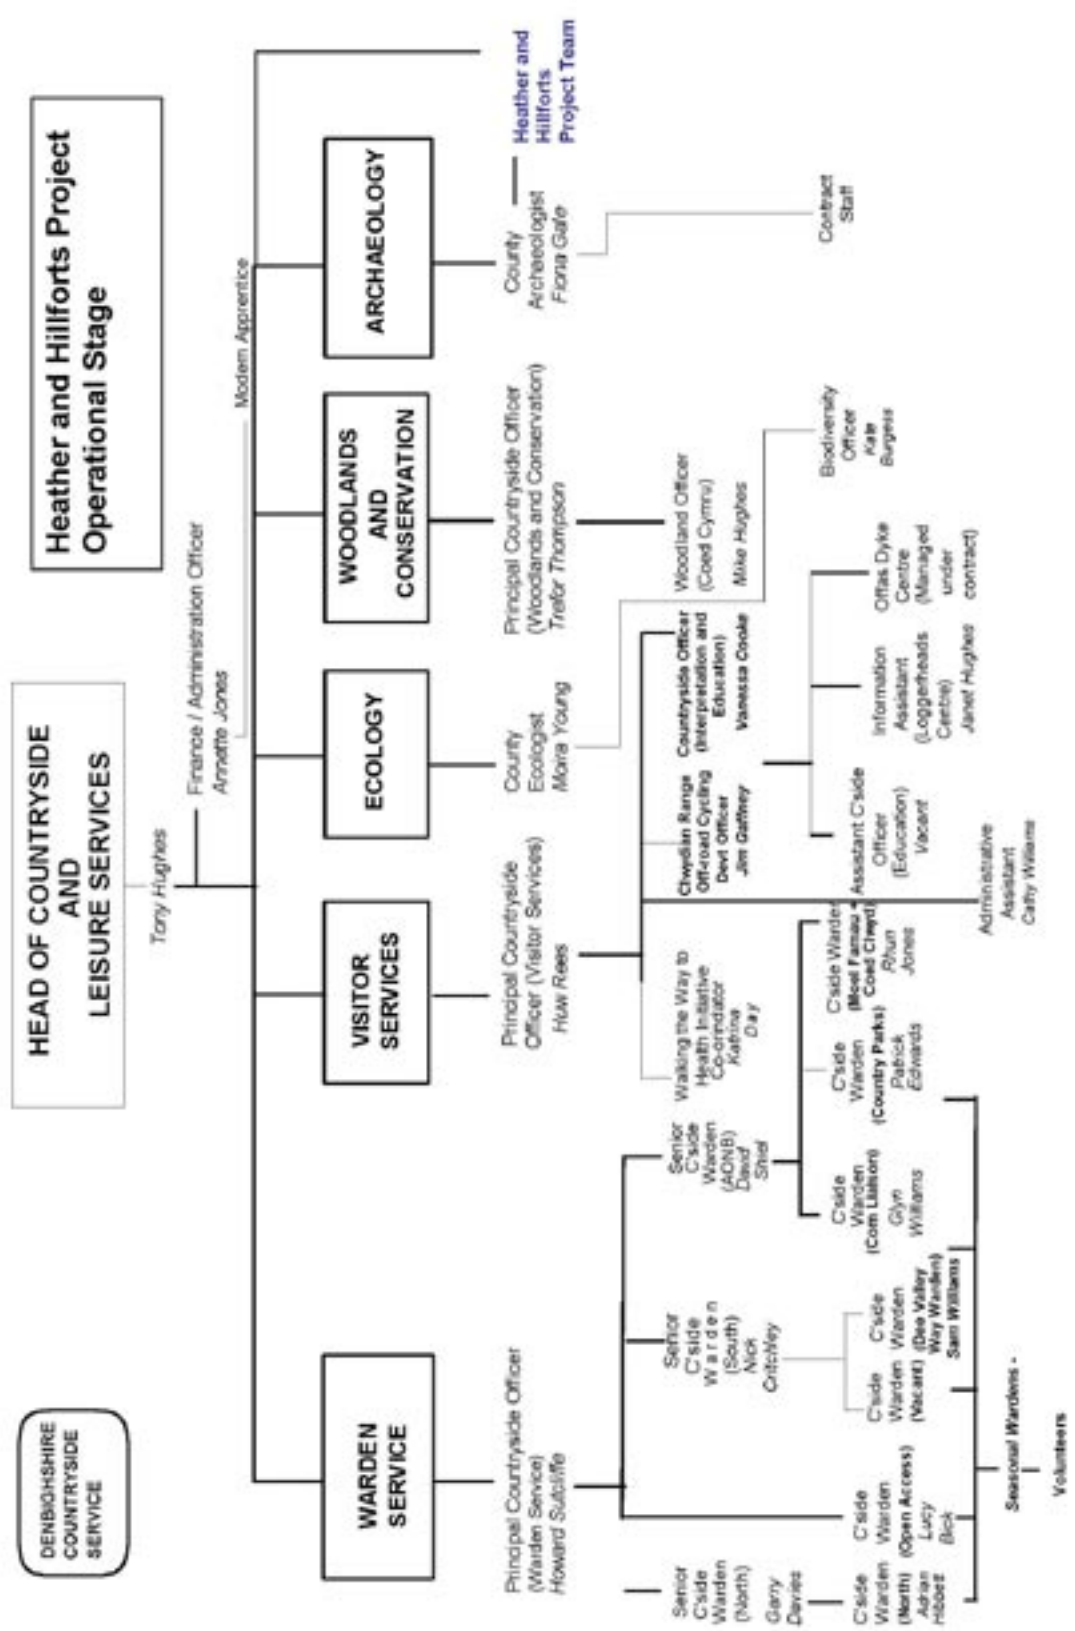 DENBIGHSHIRE
COUNTRYSIDE
SERVICE
HEAD OF COUNTRYSIDE
AND
LEISURE SERVICES
Tony Hughes
Heather and Hillforts Project
Operational Stage
Finance / Administration Officer
Annette Jones
Modern Apprentice
WARDEN
SERVICE
VISITOR
SERVICES
ECOLOGY
WOODLANDS
AND
CONSERVATION
ARCHAEOLOGY
Principal Countryside Officer
(Warden Service)
Howard Sutcliffe
Principal Countryside
Officer (Visitor Services)
Huw Rees
County
Ecologist
Moira Young
Principal Countryside Officer
(Woodlands and Conservation)
Trefor Thompson
County
Archaeologist
Fiona Gale
Heather and
Hillforts
Project Team
Senior
C'side
Warden
(North)
Garry
Davies
Senior
C'side
Warden
(South)
Nick
Critchley
Senior
C'side
Warden
(AONB)
David
Shiel
Walking the Way to
Health Initiative
Co-orindator
Katrina
Day
Clwydian Range
Off-road Cycling
Devt Officer
Jim Gaffney
Countryside Officer
(Interpretation and
Education)
Vanessa Cooke
Woodland Officer
(Coed Cymru)
Mike Hughes
Biodiversity
Officer
Kate
Burgess
Contract
Staff
C'side
Warden
(North)
Adrian
Hibbert
C'side
Warden
(Open Access)
Lucy
Bick
C'side
Warden
(Vacant)
C'side
Warden
(Dee Valley
Way Warden)
Sam Williams
C'side
Warden
(Com Liaison)
Glyn
Williams
C'side
Warden
(Country Parks)
Patrick
Edwards
C'side Warden
(Moel Famau +
Coed Clwyd)
Rhun
Jones
Assistant C'side
Officer
(Education)
Vacant
Information
Assistant
(Loggerheads
Centre)
Janet Hughes
Offas Dyke
Centre
(Managed
under
contract)
Administrative
Assistant
Cathy Williams
Seasonal Wardens -
Volunteers